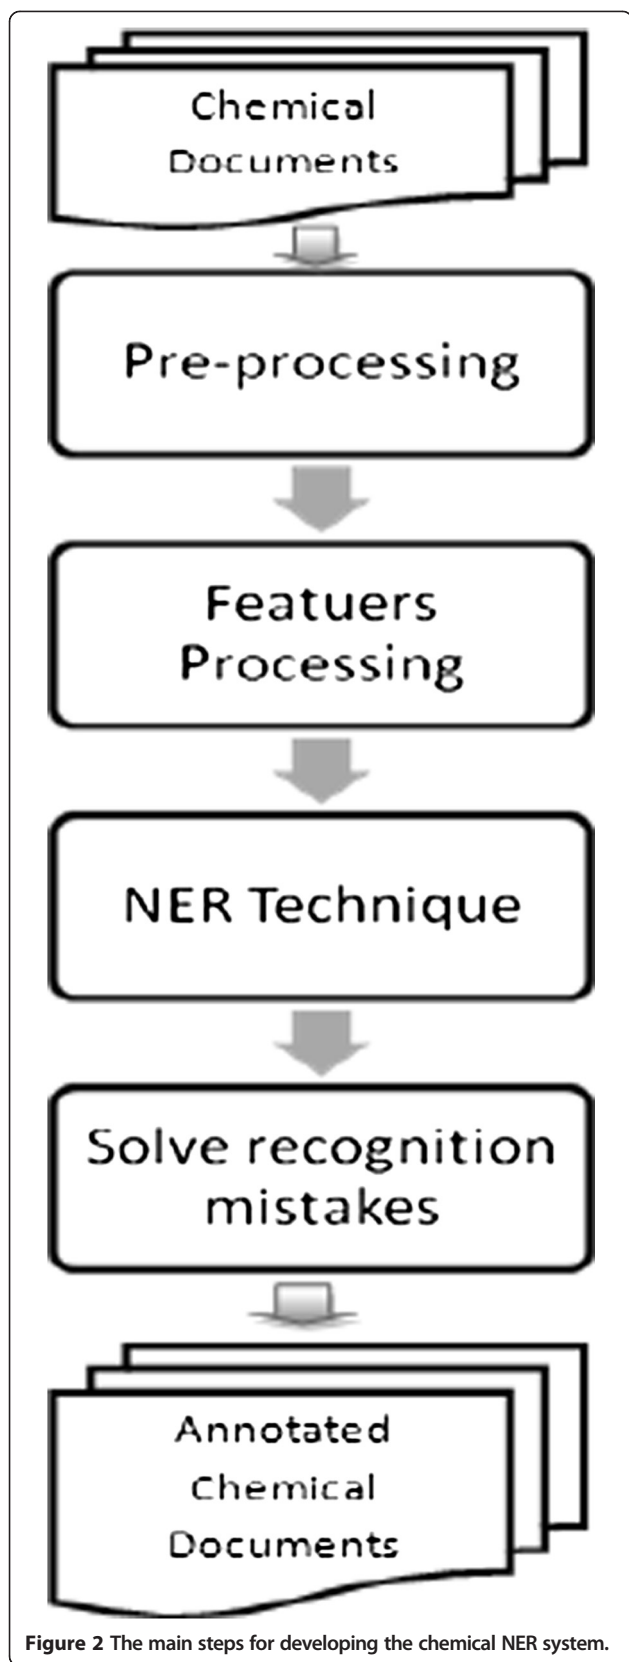 Chemical
Documents
Pre-processing
Featuers
Processing
NER Technique
Solve recognition
mistakes
Annotated
Chemical
Documents
Figure 2 The main steps for developing the chemical NER system.